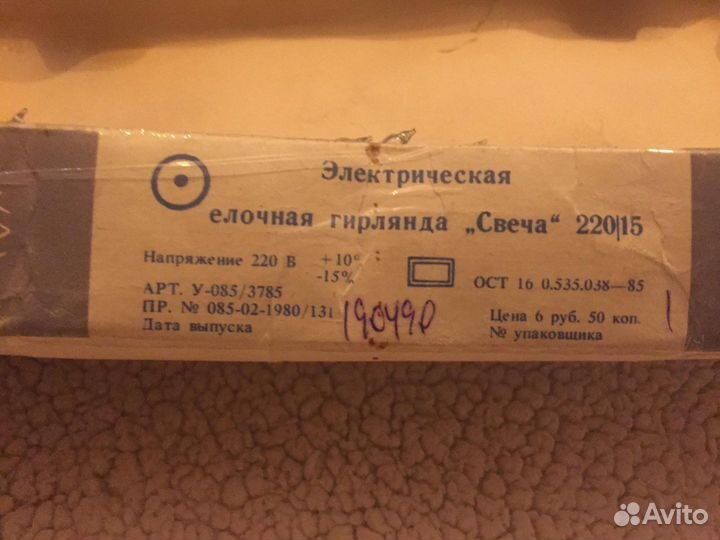 Электрическая
елочная гирлянда „Свеча“ 220|15
Напряжение 220 В +10%
-15%
ОСТ 16 0.535.038—85
АРТ. У-085/3785
ПР. № 085-02-1980/131
Цена 6 руб. 50 коп.
Дата выпуска 190490
№ упаковщика 1
Avito